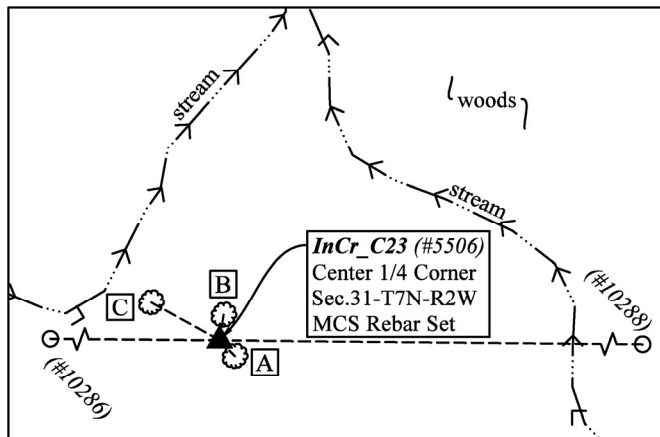 stream
woods
stream
InCr_C23 (#5506)
Center 1/4 Corner
Sec.31-T7N-R2W
MCS Rebar Set
B
C
A
(#10286)
(#10288)